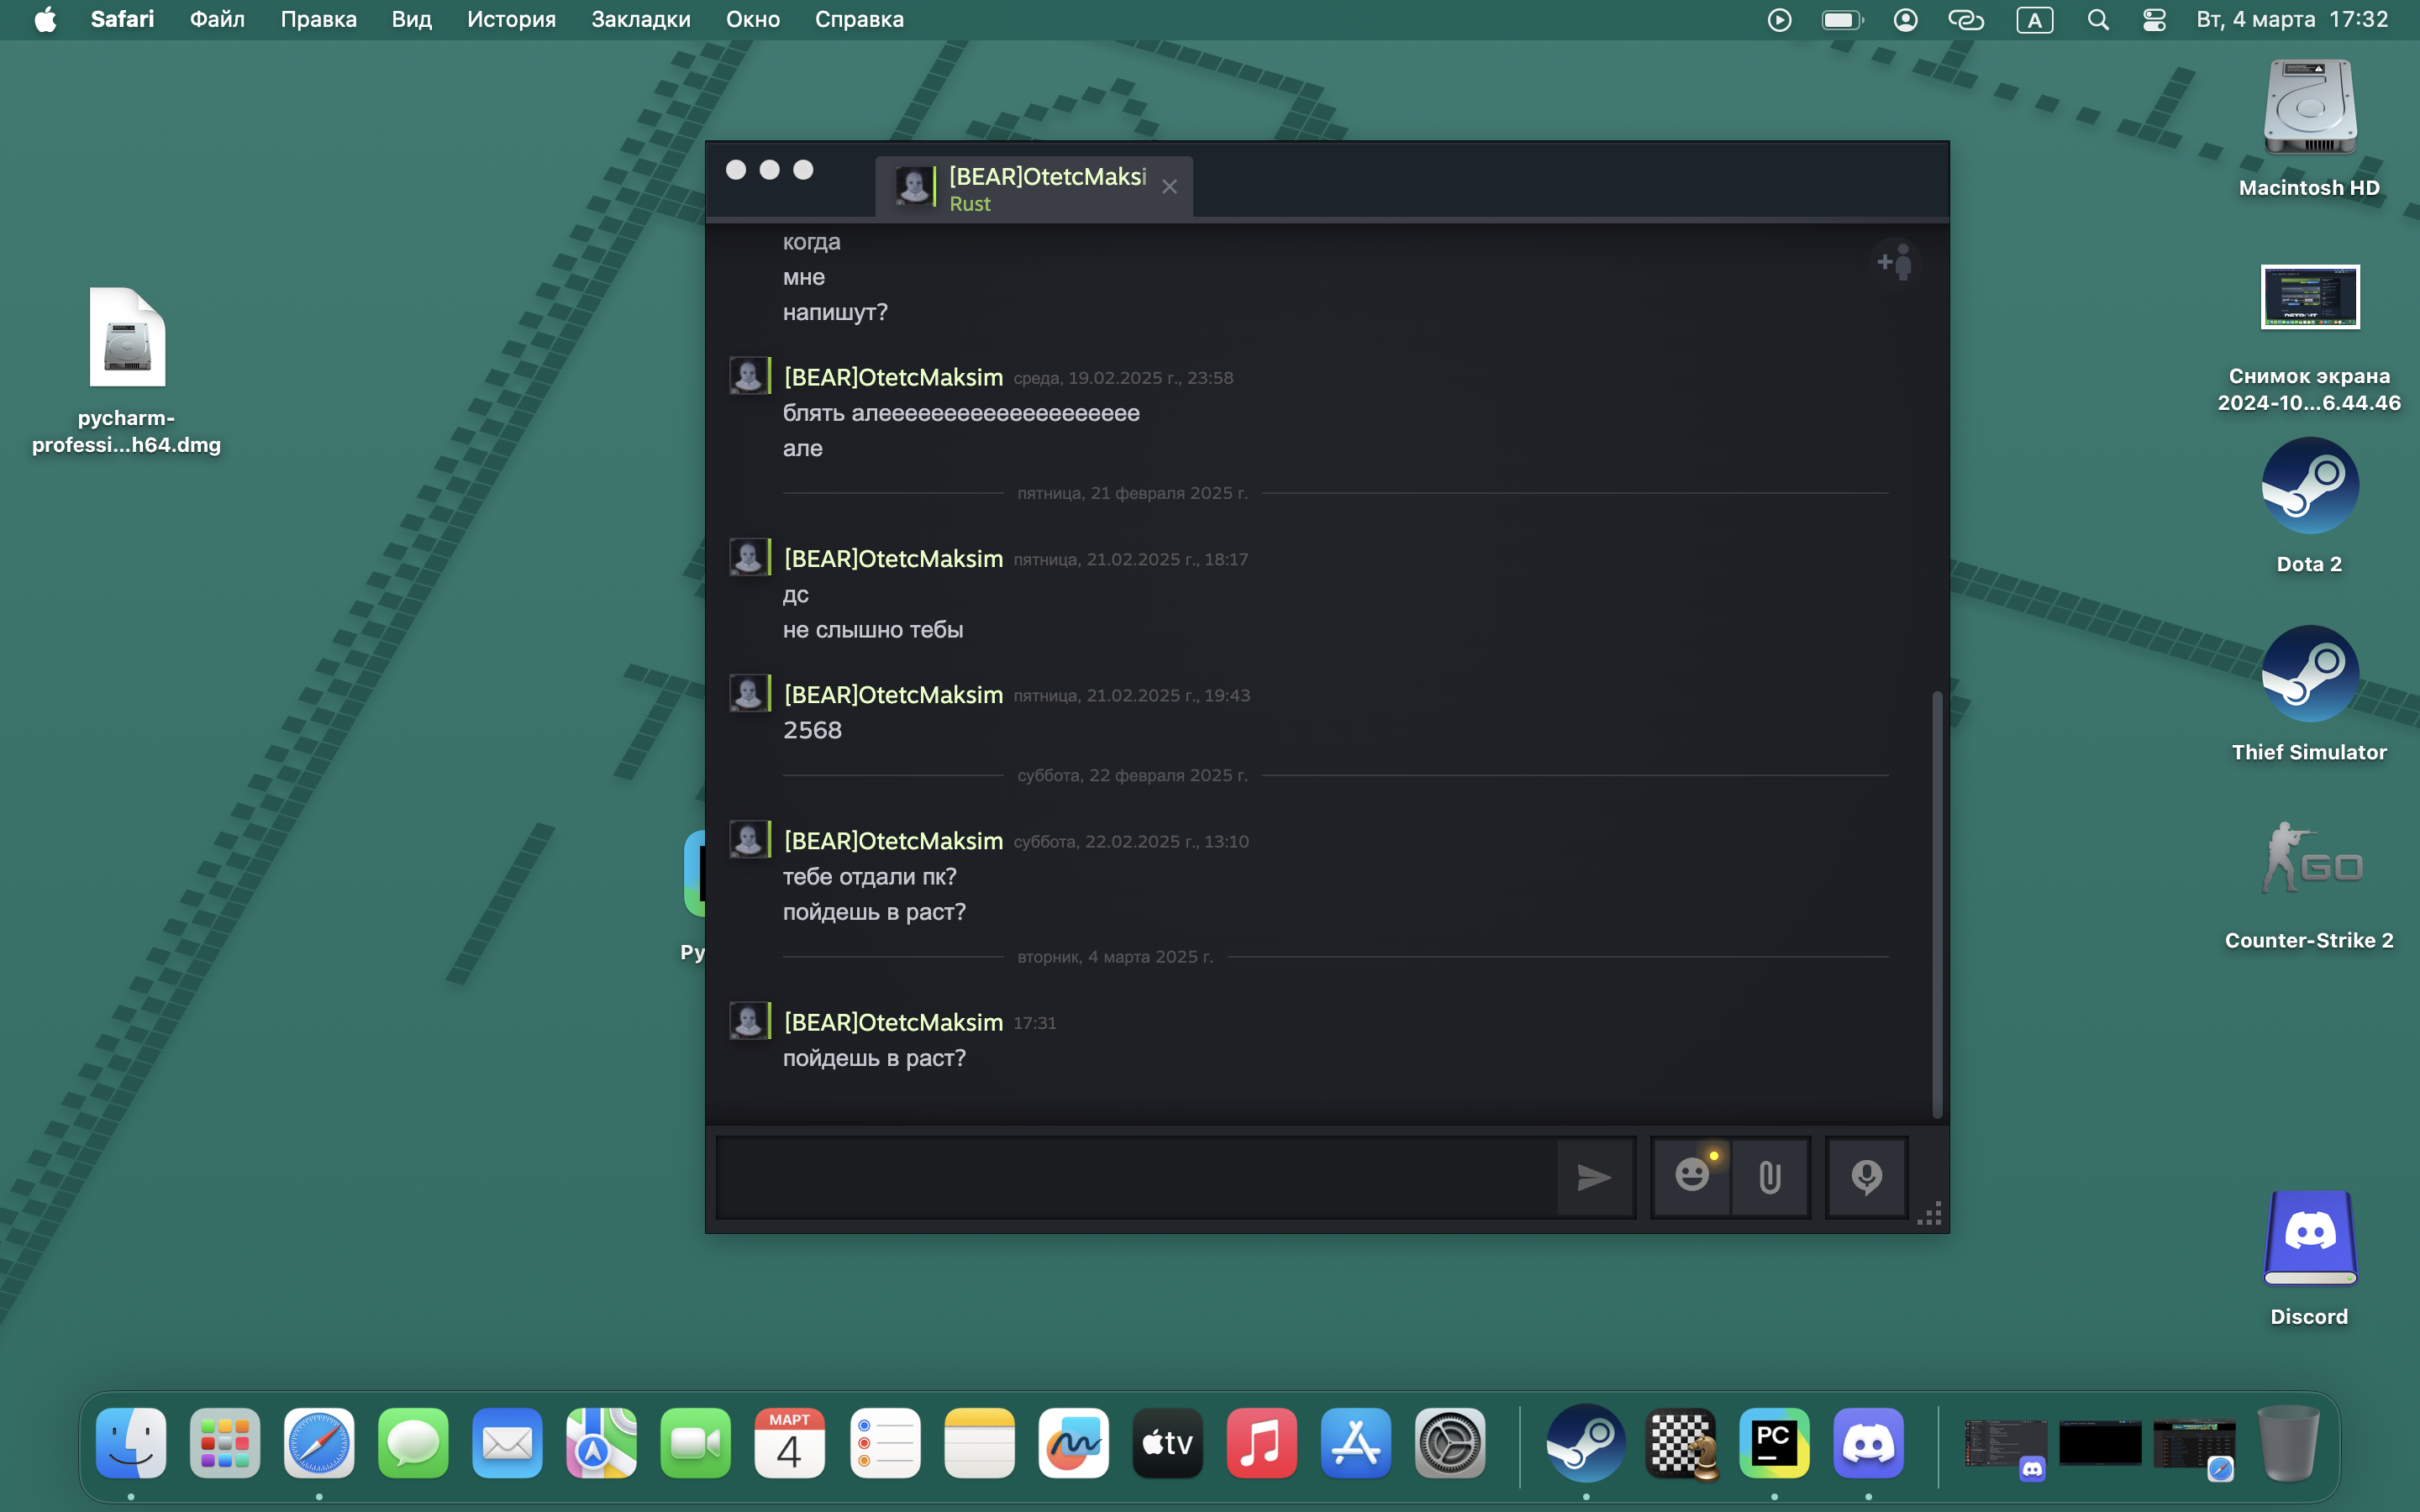 Safari Файл Правка Вид История Закладки Окно Справка A Вт, 4 марта 17:32
[BEAR]OtetcMaksi
Rust
когда
мне
напишут?
[BEAR]OtetcMaksim среда, 19.02.2025 г., 23:58
блять алеееееееееееееееееееe
але
пятница, 21 февраля 2025 г.
[BEAR]OtetcMaksim пятница, 21.02.2025 г., 18:17
дс
не слышно тебы
[BEAR]OtetcMaksim пятница, 21.02.2025 г., 19:43
2568
суббота, 22 февраля 2025 г.
[BEAR]OtetcMaksim суббота, 22.02.2025 г., 13:10
тебе отдали пк?
пойдешь в раст?
вторник, 4 марта 2025 г.
[BEAR]OtetcMaksim 17:31
пойдешь в раст?
pycharm-
professi...h64.dmg
Py
Macintosh HD
Снимок экрана
2024-10...6.44.46
Dota 2
Thief Simulator
GO
Counter-Strike 2
Discord
МАРТ
4
tv
PC